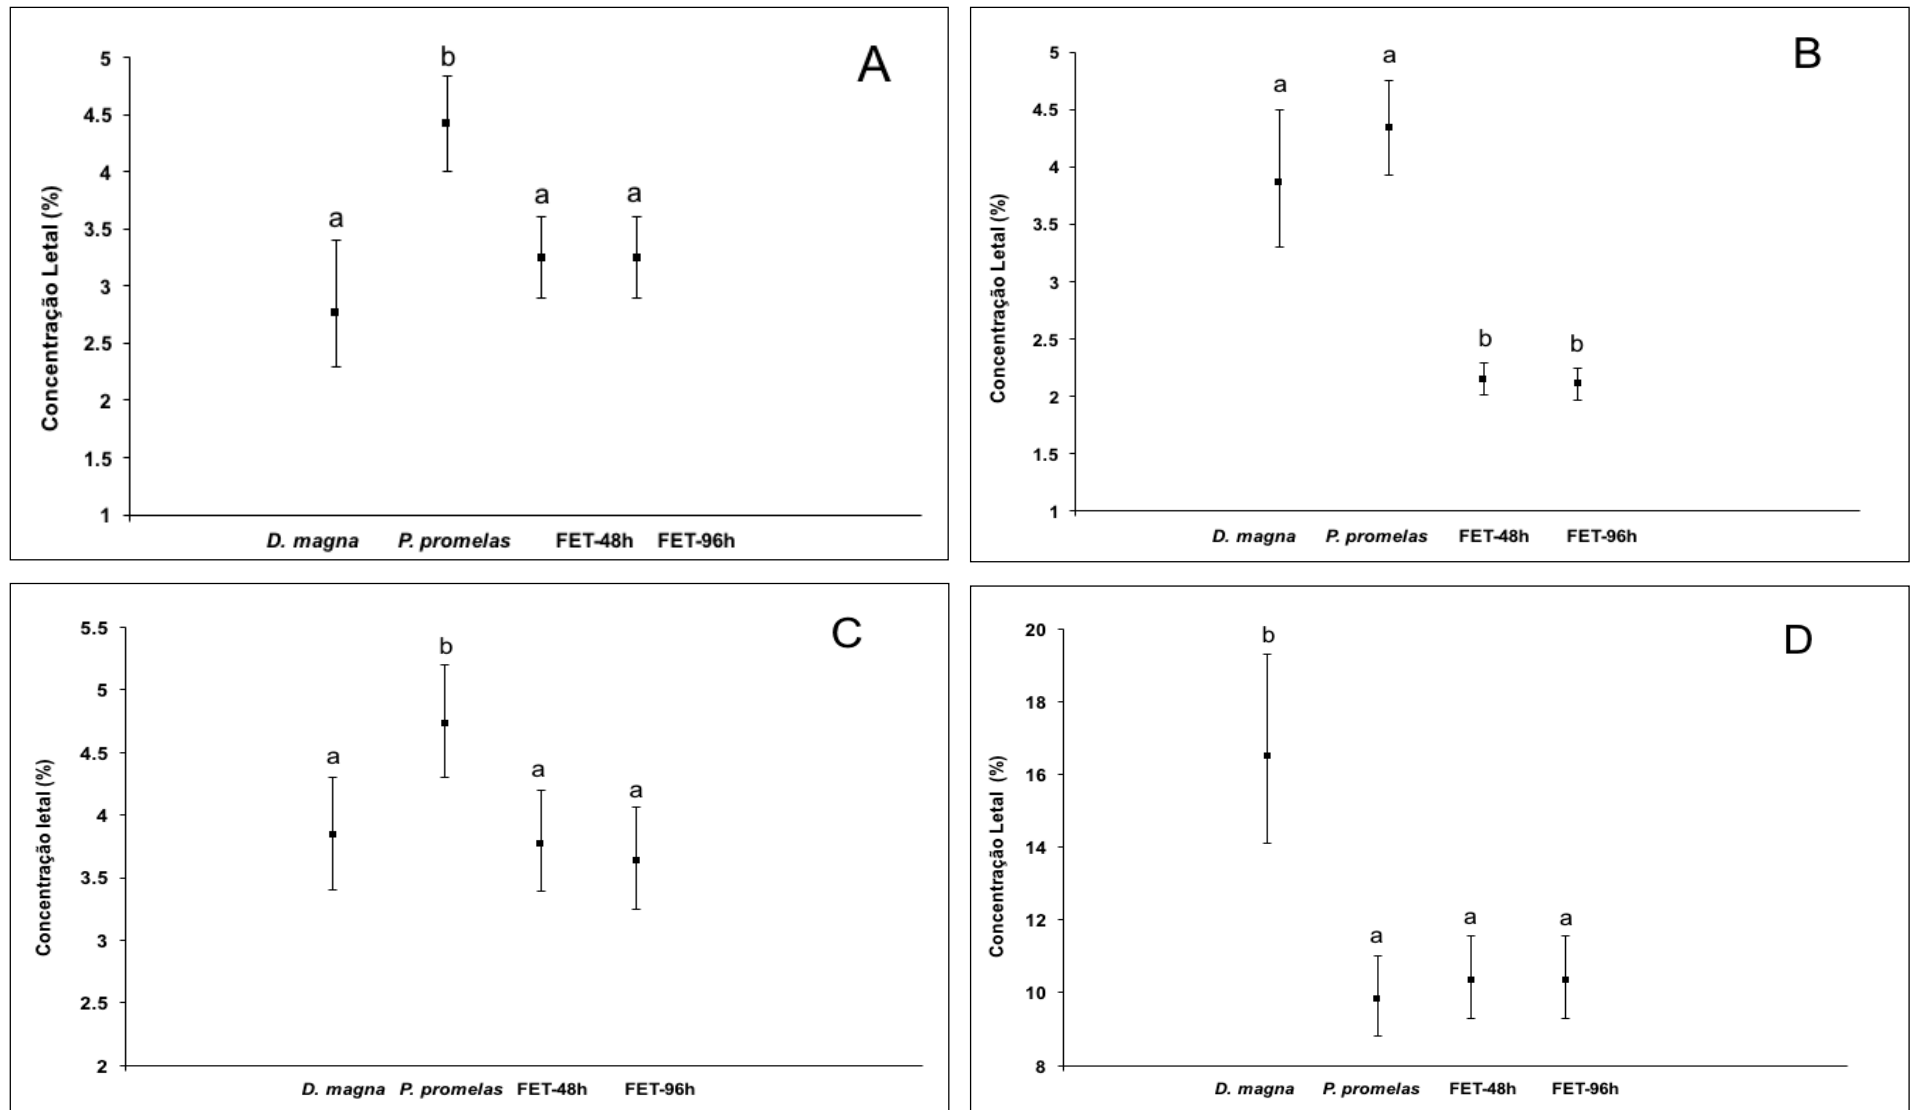 A
b
5
4.5
4
a
a
a
3.5
3
2.5
2
1.5
1
Concentração Letal (%)
D. magna P. promelas FET-48h FET-96h
B
a
a
5
4.5
4
3.5
3
b
b
2.5
2
1.5
1
Concentração Letal (%)
D. magna P. promelas FET-48h FET-96h
C
5.5
b
5
a
a
a
4.5
4
3.5
3
2.5
2
Concentração letal (%)
D. magna P. promelas FET-48h FET-96h
D
b
20
18
16
14
12
a
a
a
10
8
Concentração Letal (%)
D. magna P. promelas FET-48h FET-96h